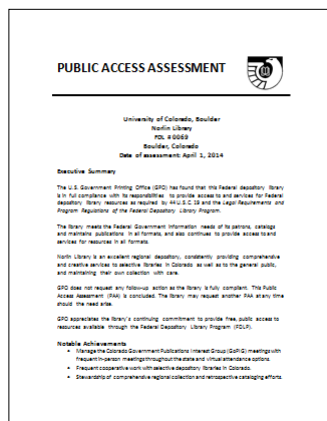 PUBLIC ACCESS ASSESSMENT
University of Colorado, Boulder
Norlin Library
FDL # 0069
Boulder, Colorado
Date of assessment: April 1, 2014
Executive Summary
The U.S. Government Printing Office (GPO) has found that this Federal depository library
is in full compliance with its responsibilities to provide access to and services for Federal
depository library resources as required by 44 U.S.C. 19 and the Legal Requirements and
Program Regulations of the Federal Depository Library Program.
The library meets the Federal Government information needs of its patrons, catalogs
and maintains publications in all formats, and also continues to provide access to and
services for resources in all formats.
Norlin Library is an excellent regional depository, consistently providing comprehensive
and creative services to selective libraries in Colorado as well as to the general public,
and maintaining their own collection with care.
GPO does not request any follow-up action as the library is fully compliant. This Public
Access Assessment (PAA) is concluded. The library may request another PAA at any time
should the need arise.
GPO appreciates the library's continuing commitment to provide free, public access to
resources available through the Federal Depository Library Program (FDLP).
Notable Achievements
• Manage the Colorado Government Publications Interest Group (GoPIG) meetings with
frequent in-person meetings throughout the state and virtual attendance options.
• Frequent cooperative work with selective depository libraries in Colorado.
• Stewardship of comprehensive regional collection and retrospective cataloging efforts.